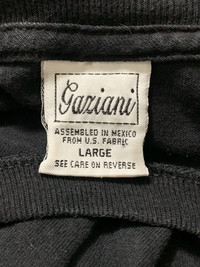 Gaziani
ASSEMBLED IN MEXICO
FROM U.S. FABRIC
LARGE
SEE CARE ON REVERSE